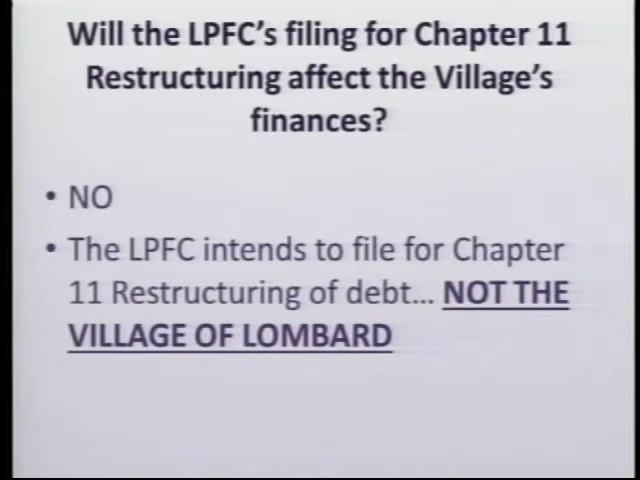 Will the LPFC's filing for Chapter 11
Restructuring affect the Village's
finances?
• NO
• The LPFC intends to file for Chapter
11 Restructuring of debt... NOT THE
VILLAGE OF LOMBARD